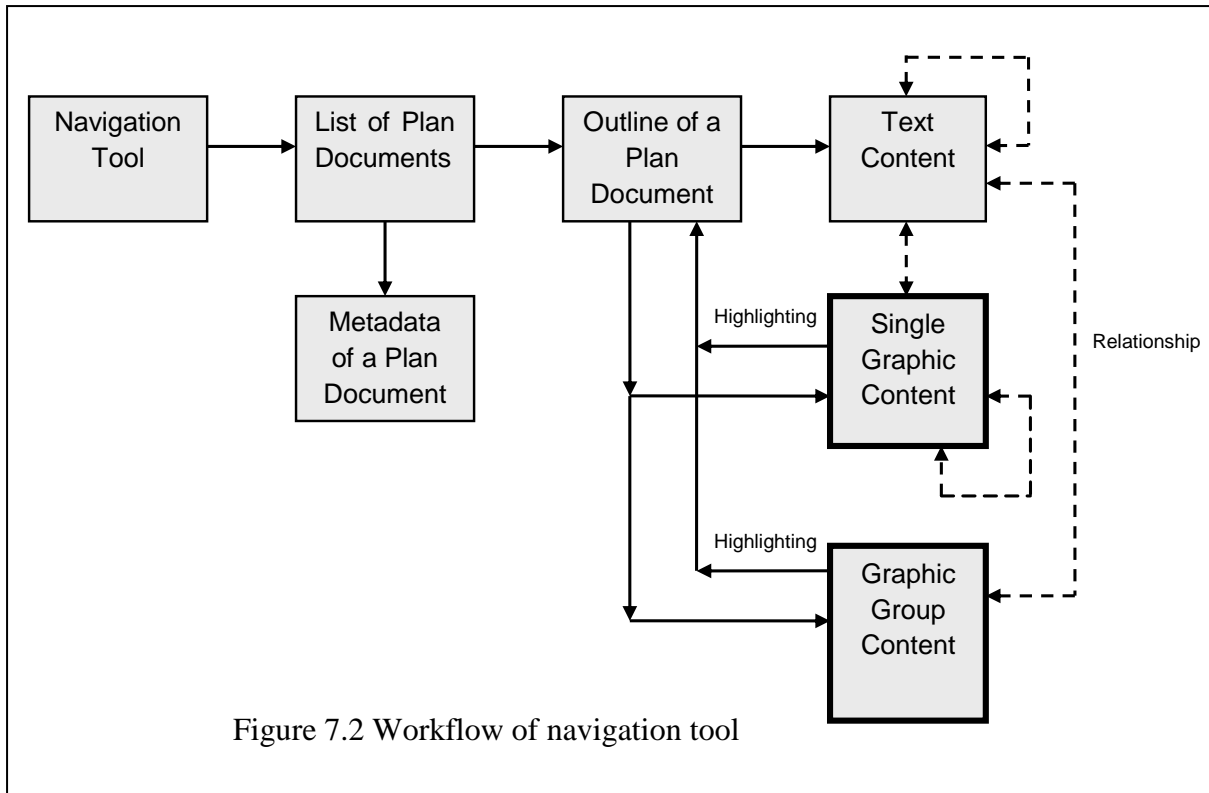 Navigation
Tool
List of Plan
Documents
Outline of a
Plan
Document
Text
Content
Metadata
of a Plan
Document
Highlighting
Single
Graphic
Content
Relationship
Highlighting
Graphic
Group
Content
Figure 7.2 Workflow of navigation tool